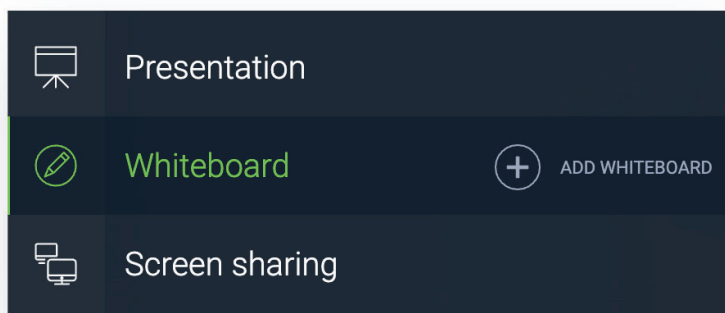 Presentation
Whiteboard
ADD WHITEBOARD
Screen sharing